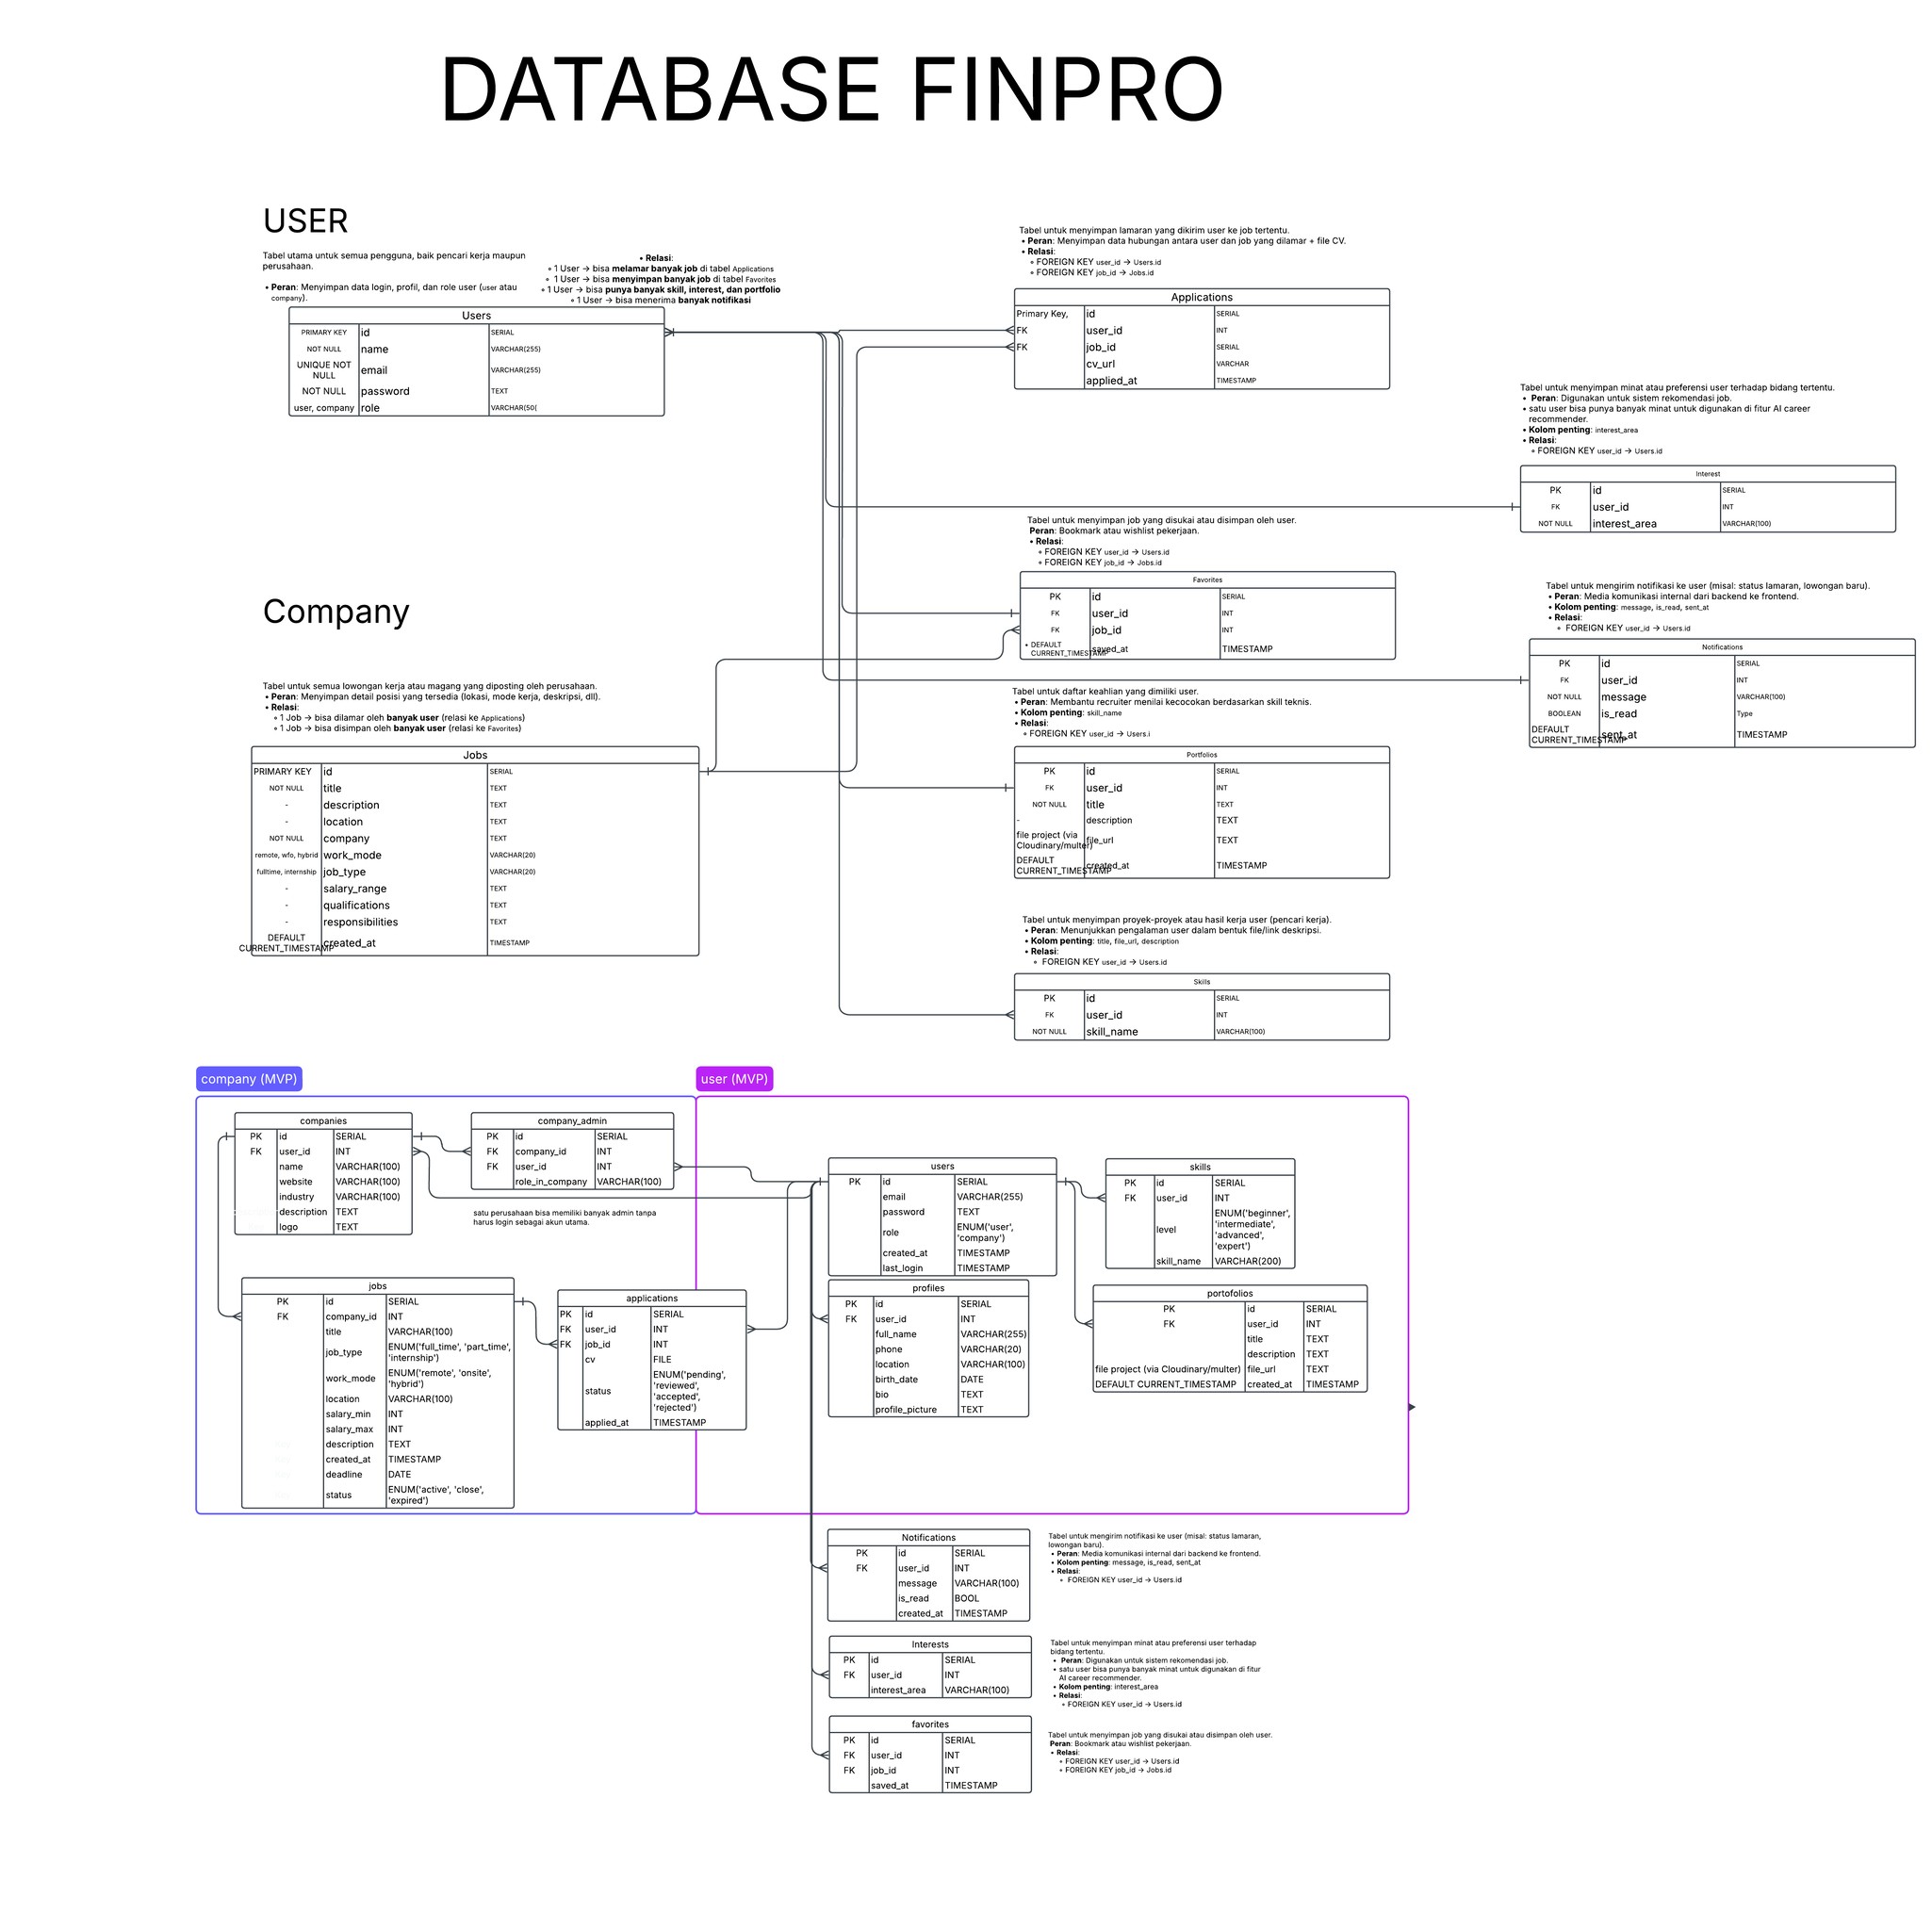 DATABASE FINPRO
USER
Tabel utama untuk semua pengguna, baik pencari kerja maupun
perusahaan.
• Peran: Menyimpan data login, profil, dan role user (user atau
company).
• Relasi:
◦ 1 User → bisa melamar banyak job di tabel Applications
◦ 1 User → bisa menyimpan banyak job di tabel Favorites
◦ 1 User → bisa punya banyak skill, interest, dan portfolio
◦ 1 User → bisa menerima banyak notifikasi
Users
PRIMARY KEY id SERIAL
NOT NULL name VARCHAR(255)
UNIQUE NOT
NULL email VARCHAR(255)
NOT NULL password TEXT
user, company role VARCHAR(50(
Tabel untuk menyimpan lamaran yang dikirim user ke job tertentu.
• Peran: Menyimpan data hubungan antara user dan job yang dilamar + file CV.
• Relasi:
◦ FOREIGN KEY user_id → Users.id
◦ FOREIGN KEY job_id → Jobs.id
Applications
Primary Key, id SERIAL
FK user_id INT
FK job_id SERIAL
cv_url VARCHAR
applied_at TIMESTAMP
Tabel untuk menyimpan minat atau preferensi user terhadap bidang tertentu.
• Peran: Digunakan untuk sistem rekomendasi job.
• satu user bisa punya banyak minat untuk digunakan di fitur AI career
recommender.
• Kolom penting: interest_area
• Relasi:
◦ FOREIGN KEY user_id → Users.id
Interest
PK id SERIAL
FK user_id INT
NOT NULL interest_area VARCHAR(100)
Tabel untuk menyimpan job yang disukai atau disimpan oleh user.
Peran: Bookmark atau wishlist pekerjaan.
• Relasi:
◦ FOREIGN KEY user_id → Users.id
◦ FOREIGN KEY job_id → Jobs.id
Favorites
PK id SERIAL
FK user_id INT
FK job_id INT
• DEFAULT
CURRENT_TIMESTAMP saved_at TIMESTAMP
Tabel untuk mengirim notifikasi ke user (misal: status lamaran, lowongan baru).
• Peran: Media komunikasi internal dari backend ke frontend.
• Kolom penting: message, is_read, sent_at
• Relasi:
◦ FOREIGN KEY user_id → Users.id
Notifications
PK id SERIAL
FK user_id INT
NOT NULL message VARCHAR(100)
BOOLEAN is_read Type
DEFAULT
CURRENT_TIMESTAMP sent_at TIMESTAMP
Company
Tabel untuk semua lowongan kerja atau magang yang diposting oleh perusahaan.
• Peran: Menyimpan detail posisi yang tersedia (lokasi, mode kerja, deskripsi, dll).
• Relasi:
◦ 1 Job → bisa dilamar oleh banyak user (relasi ke Applications)
◦ 1 Job → bisa disimpan oleh banyak user (relasi ke Favorites)
Jobs
PRIMARY KEY id SERIAL
NOT NULL title TEXT
- description TEXT
- location TEXT
NOT NULL company TEXT
remote, wfo, hybrid work_mode VARCHAR(20)
fulltime, internship job_type VARCHAR(20)
- salary_range TEXT
- qualifications TEXT
- responsibilities TEXT
DEFAULT
CURRENT_TIMESTAMP created_at TIMESTAMP
Tabel untuk daftar keahlian yang dimiliki user.
• Peran: Membantu recruiter menilai kecocokan berdasarkan skill teknis.
• Kolom penting: skill_name
• Relasi:
◦ FOREIGN KEY user_id → Users.i
Portfolios
PK id SERIAL
FK user_id INT
NOT NULL title TEXT
- description TEXT
file project (via
Cloudinary/multer) file_url TEXT
DEFAULT
CURRENT_TIMESTAMP created_at TIMESTAMP
Tabel untuk menyimpan proyek-proyek atau hasil kerja user (pencari kerja).
• Peran: Menunjukkan pengalaman user dalam bentuk file/link deskripsi.
• Kolom penting: title, file_url, description
• Relasi:
◦ FOREIGN KEY user_id → Users.id
Skills
PK id SERIAL
FK user_id INT
NOT NULL skill_name VARCHAR(100)
company (MVP)
companies
PK id SERIAL
FK user_id INT
name VARCHAR(100)
website VARCHAR(100)
industry VARCHAR(100)
description TEXT
logo TEXT
company_admin
PK id SERIAL
FK company_id INT
FK user_id INT
role_in_company VARCHAR(100)
satu perusahaan bisa memiliki banyak admin tanpa
harus login sebagai akun utama.
jobs
PK id SERIAL
FK company_id INT
title VARCHAR(100)
job_type ENUM('full_time', 'part_time',
'internship')
work_mode ENUM('remote', 'onsite',
'hybrid')
location VARCHAR(100)
salary_min INT
salary_max INT
description TEXT
created_at TIMESTAMP
deadline DATE
status ENUM('active', 'close',
'expired')
applications
PK id SERIAL
FK user_id INT
FK job_id INT
cv FILE
status ENUM('pending',
'reviewed',
'accepted',
'rejected')
applied_at TIMESTAMP
user (MVP)
users
PK id SERIAL
email VARCHAR(255)
password TEXT
role ENUM('user',
'company')
created_at TIMESTAMP
last_login TIMESTAMP
skills
PK id SERIAL
FK user_id INT
level ENUM('beginner',
'intermediate',
'advanced',
'expert')
skill_name VARCHAR(200)
profiles
PK id SERIAL
FK user_id INT
full_name VARCHAR(255)
phone VARCHAR(20)
location VARCHAR(100)
birth_date DATE
bio TEXT
profile_picture TEXT
portofolios
PK id SERIAL
FK user_id INT
title TEXT
description TEXT
file project (via Cloudinary/multer) file_url TEXT
DEFAULT CURRENT_TIMESTAMP created_at TIMESTAMP
Notifications
PK id SERIAL
FK user_id INT
message VARCHAR(100)
is_read BOOL
created_at TIMESTAMP
Tabel untuk mengirim notifikasi ke user (misal: status lamaran,
lowongan baru).
• Peran: Media komunikasi internal dari backend ke frontend.
• Kolom penting: message, is_read, sent_at
• Relasi:
◦ FOREIGN KEY user_id → Users.id
Interests
PK id SERIAL
FK user_id INT
interest_area VARCHAR(100)
Tabel untuk menyimpan minat atau preferensi user terhadap
bidang tertentu.
• Peran: Digunakan untuk sistem rekomendasi job.
• satu user bisa punya banyak minat untuk digunakan di fitur
AI career recommender.
• Kolom penting: interest_area
• Relasi:
◦ FOREIGN KEY user_id → Users.id
favorites
PK id SERIAL
FK user_id INT
FK job_id INT
saved_at TIMESTAMP
Tabel untuk menyimpan job yang disukai atau disimpan oleh user.
Peran: Bookmark atau wishlist pekerjaan.
• Relasi:
◦ FOREIGN KEY user_id → Users.id
◦ FOREIGN KEY job_id → Jobs.id